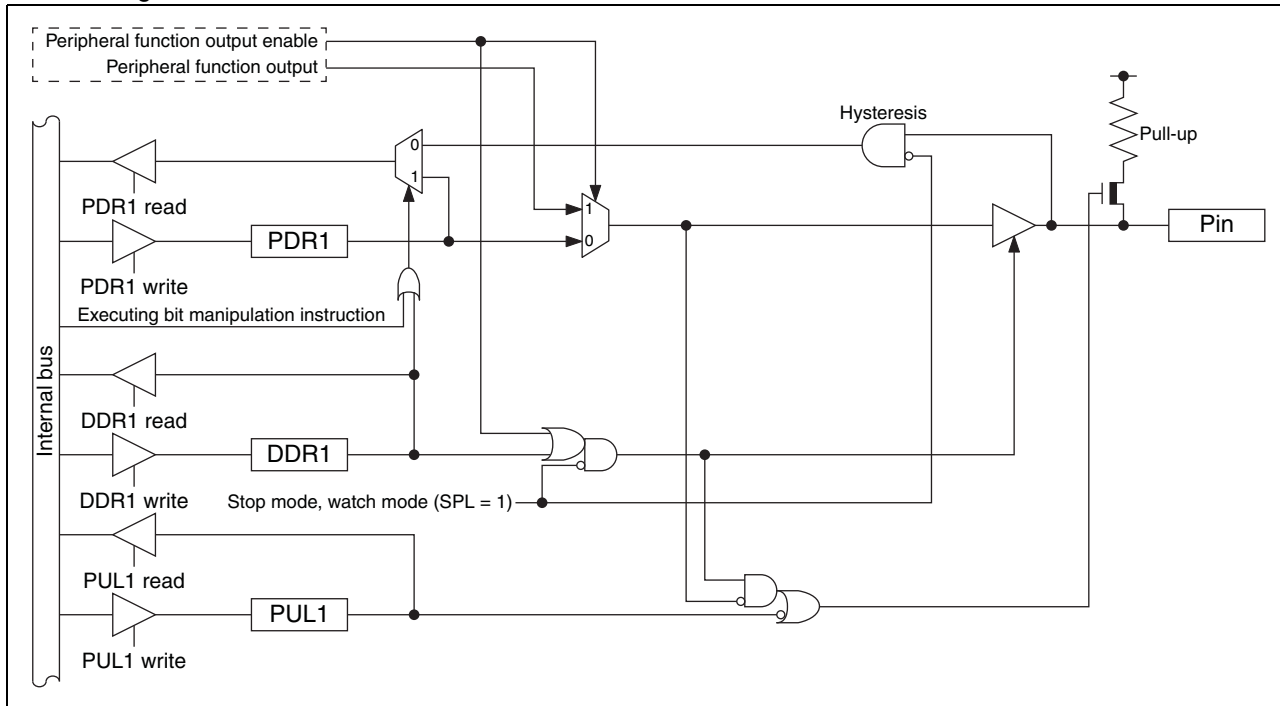 Peripheral function output enable
Peripheral function output
Hysteresis
Pull-up
0
1
PDR1 read
1
0
PDR1
Pin
PDR1 write
Executing bit manipulation instruction
Internal bus
DDR1 read
DDR1
DDR1 write
Stop mode, watch mode (SPL = 1)
PUL1 read
PUL1
PUL1 write